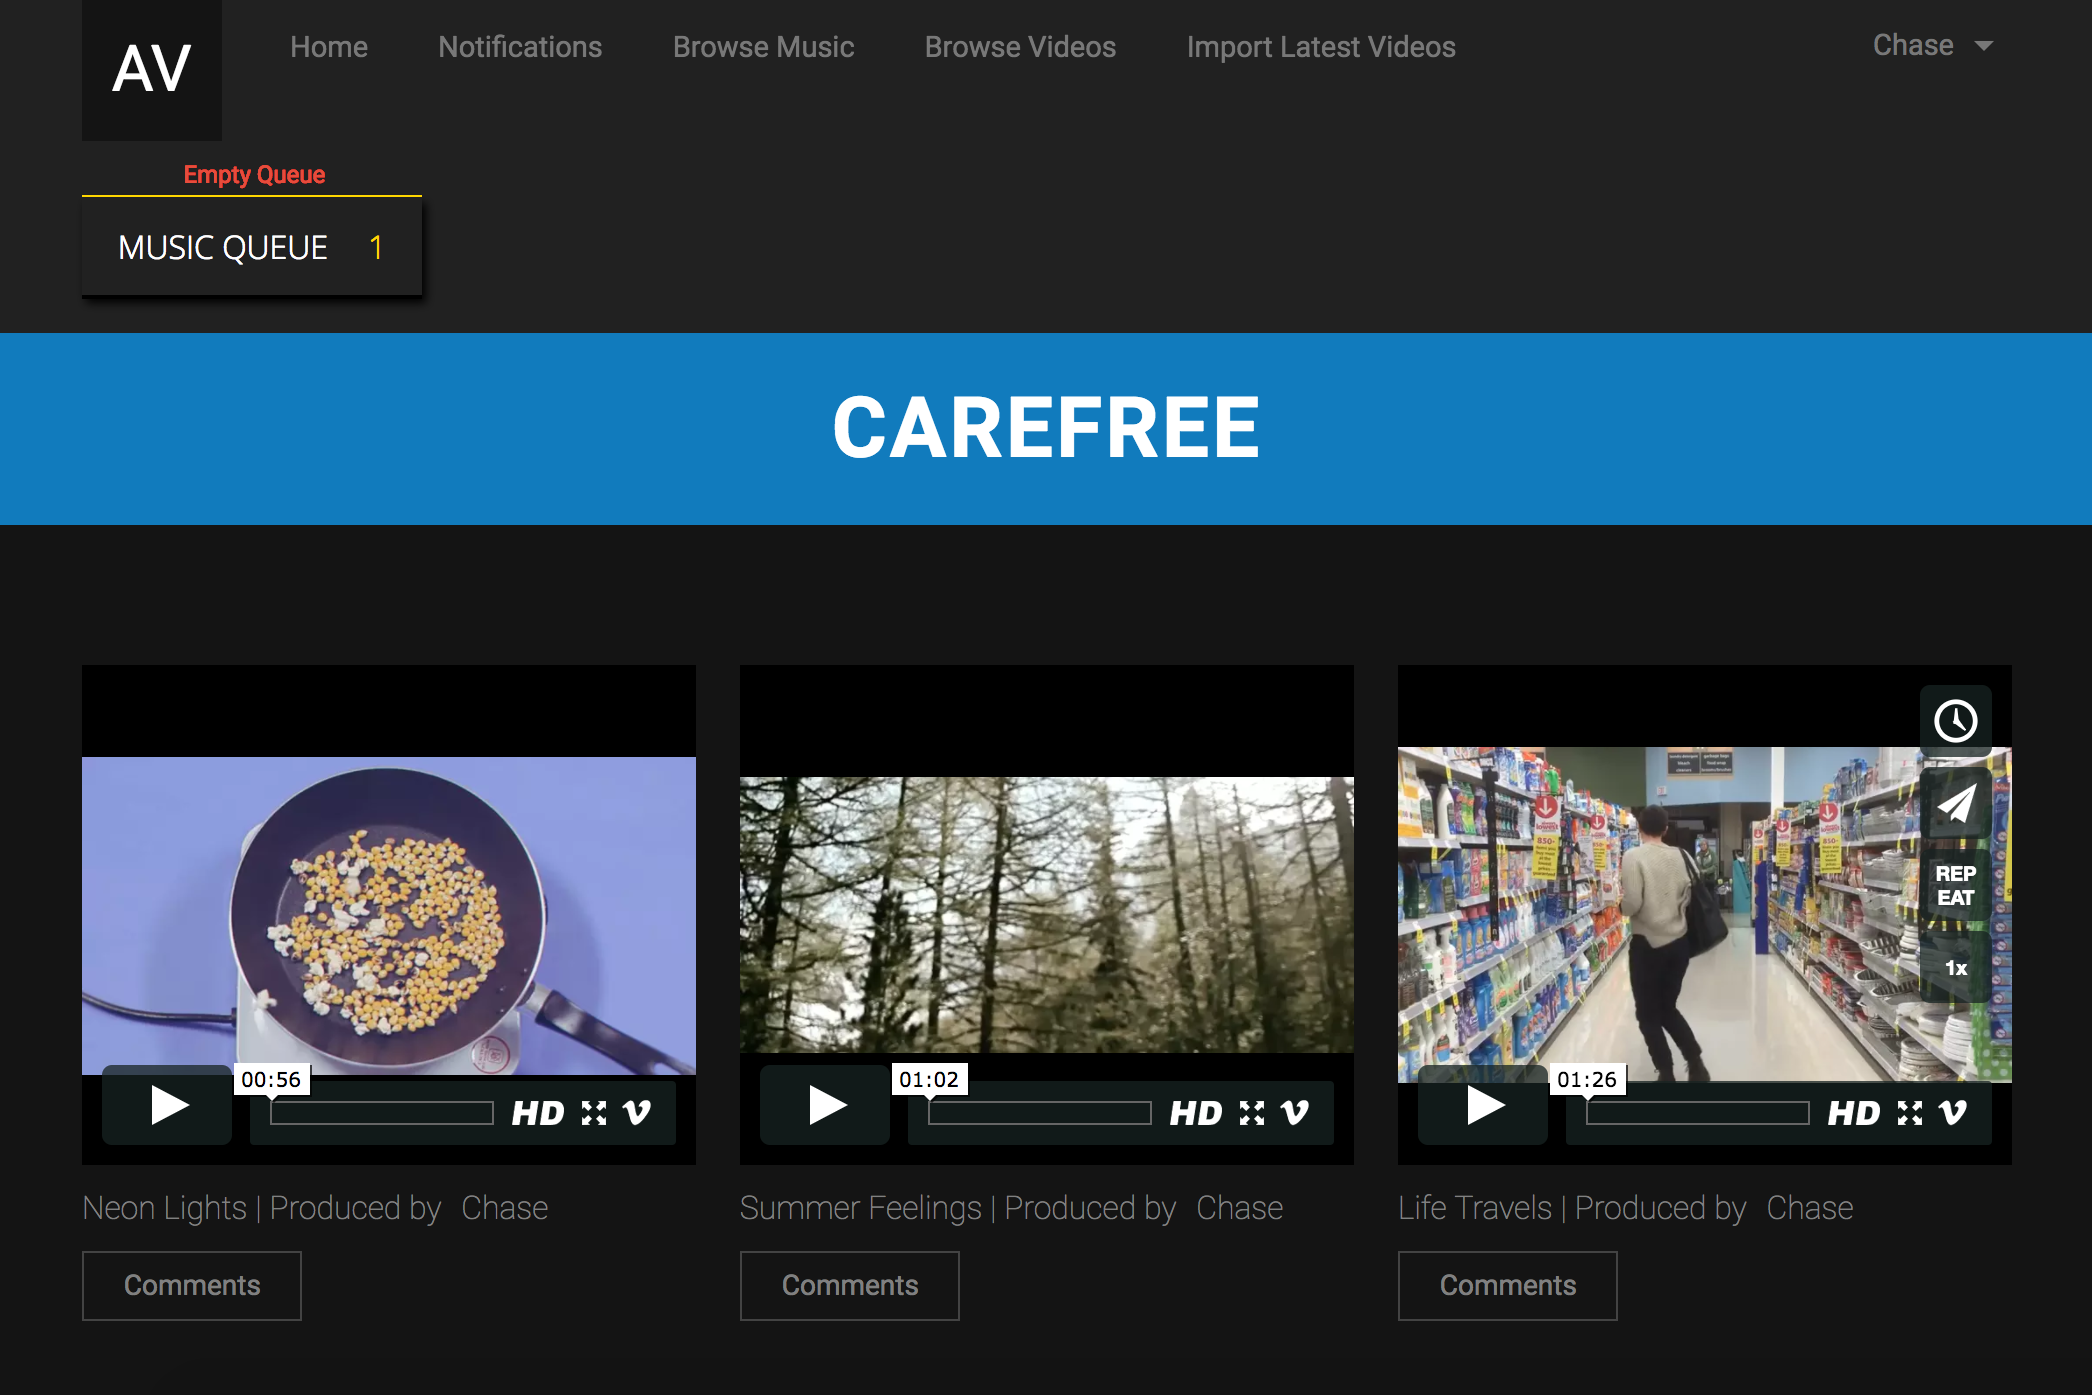 AV
Home
Notifications
Browse Music
Browse Videos
Import Latest Videos
Chase
Empty Queue
MUSIC QUEUE 1
CAREFREE
REP
EAT
1x
850-
850-
00:56
HD
01:02
HD
01:26
HD
Neon Lights | Produced by Chase
Summer Feelings | Produced by Chase
Life Travels | Produced by Chase
Comments
Comments
Comments